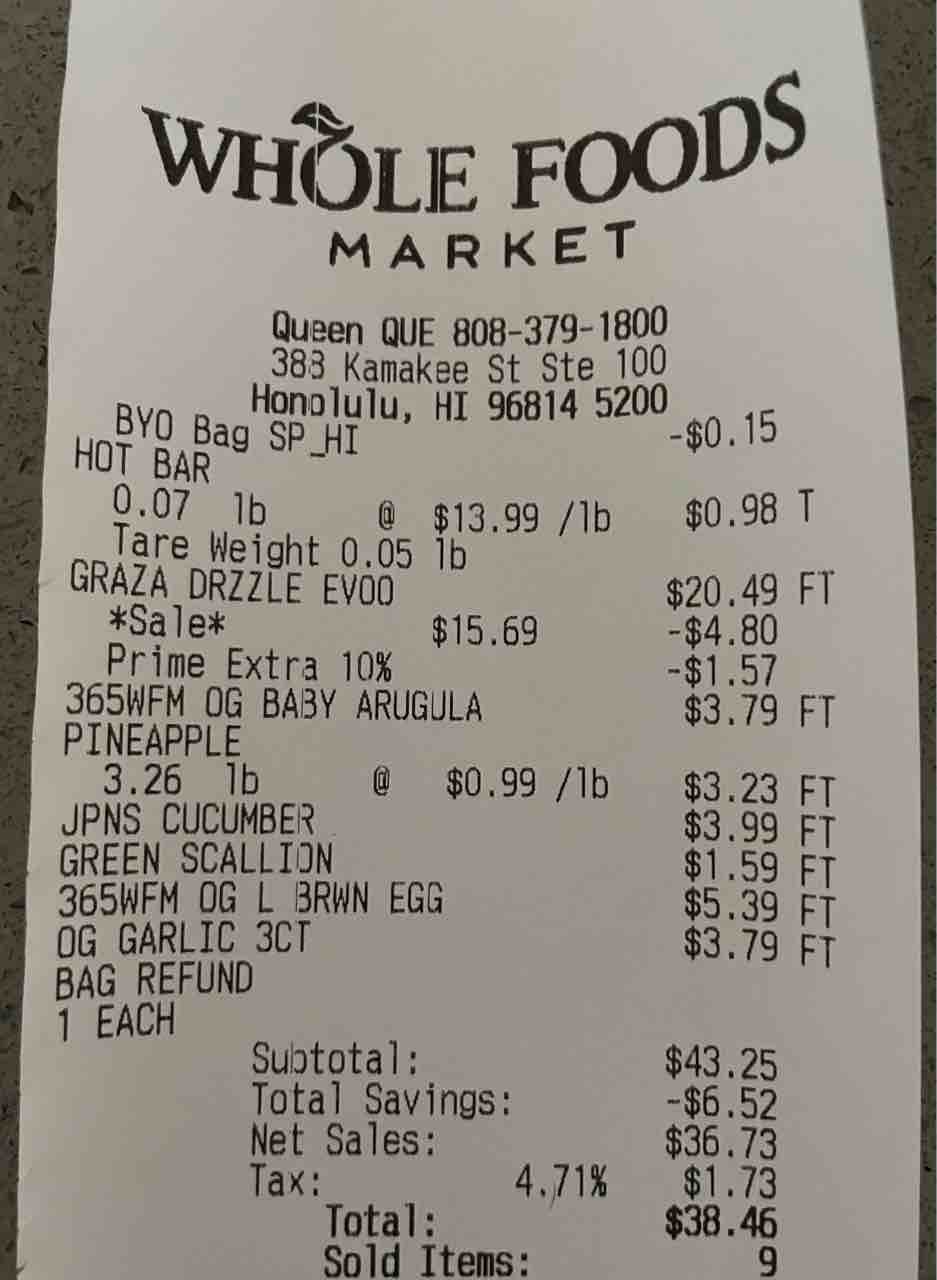 WHOLE FOODS
MARKET
Queen QUE 808-379-1800
388 Kamakee St Ste 100
Honolulu, HI 96814 5200
BYO Bag SP_HI -$0.15
HOT BAR
0.07 lb @ $13.99 /lb $0.98 T
Tare Weight 0.05 lb
GRAZA DRZZLE EVOO $20.49 FT
*Sale* $15.69 -$4.80
Prime Extra 10% -$1.57
365WFM OG BABY ARUGULA $3.79 FT
PINEAPPLE
3.26 lb @ $0.99 /lb $3.23 FT
JPNS CUCUMBER $3.99 FT
GREEN SCALLION $1.59 FT
365WFM OG L BRWN EGG $5.39 FT
OG GARLIC 3CT $3.79 FT
BAG REFUND
1 EACH
Subtotal: $43.25
Total Savings: -$6.52
Net Sales: $36.73
Tax: 4.71% $1.73
Total: $38.46
Sold Items: 9